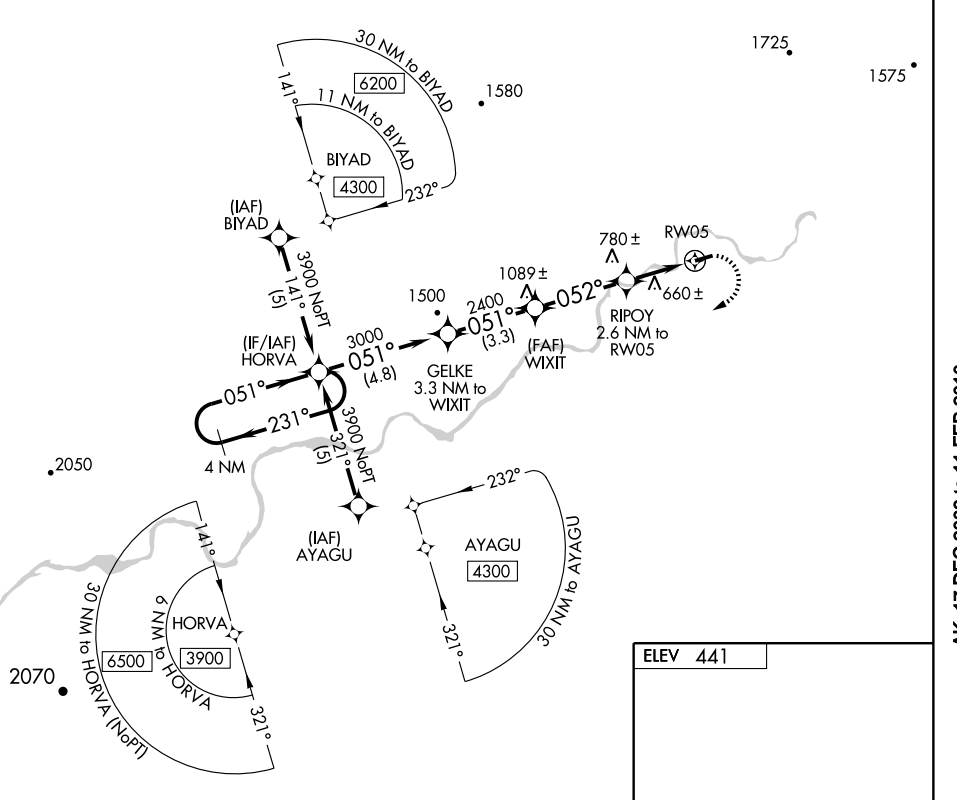 1725
1575
30 NM to BIYAD
6200
1580
141°
11 NM to BIYAD
BIYAD
4300
232°
(IAF)
BIYAD
3900 NoPT
141°
(5)
780±
RW05
1089±
660±
1500
2400
051°
(3.3)
052°
RIPOY
2.6 NM to
RW05
(FAF)
WIXIT
(IF/IAF)
HORVA
3000
051°
(4.8)
GELKE
3.3 NM to
WIXIT
051°
231°
4 NM
3900 NoPT
321°
(5)
2050
(IAF)
AYAGU
232°
AYAGU
4300
30 NM to AYAGU
321°
141°
HORVA
3900
6 NM to HORVA
6500
30 NM to HORVA (NoPT)
321°
2070
ELEV 441